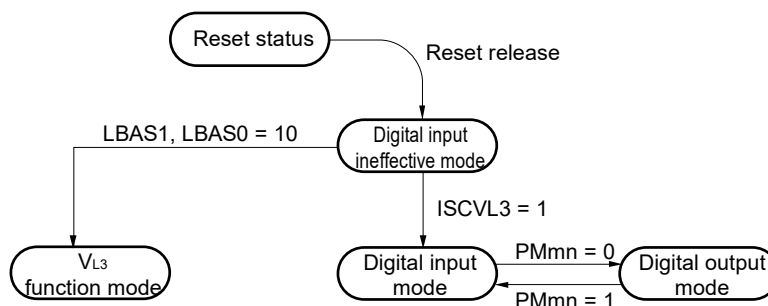 Reset status
Reset release
LBAS1, LBAS0 = 10
Digital input
ineffective mode
ISCVL3 = 1
VL3
function mode
Digital input
mode
PMmn = 0
PMmn = 1
Digital output
mode